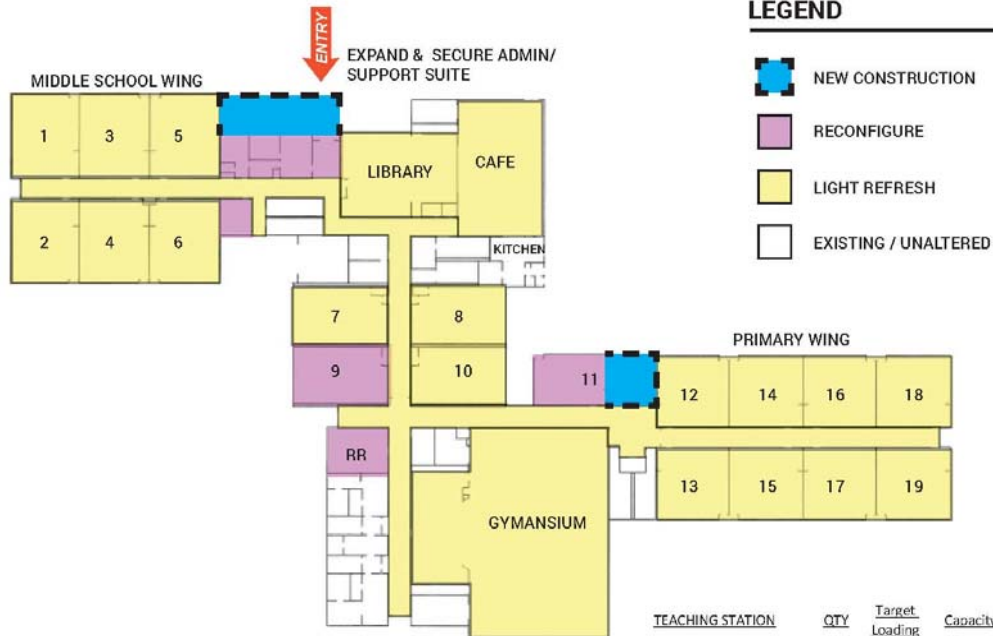 LEGEND
NEW CONSTRUCTION
RECONFIGURE
LIGHT REFRESH
EXISTING / UNALTERED
ENTRY
EXPAND & SECURE ADMIN/
SUPPORT SUITE
MIDDLE SCHOOL WING
1 3 5
LIBRARY
CAFE
2 4 6
KITCHEN
7 8
9 10
PRIMARY WING
11 12 14 16 18
RR
13 15 17 19
GYMANSIUM
TEACHING STATION QTY Target Loading Capacity